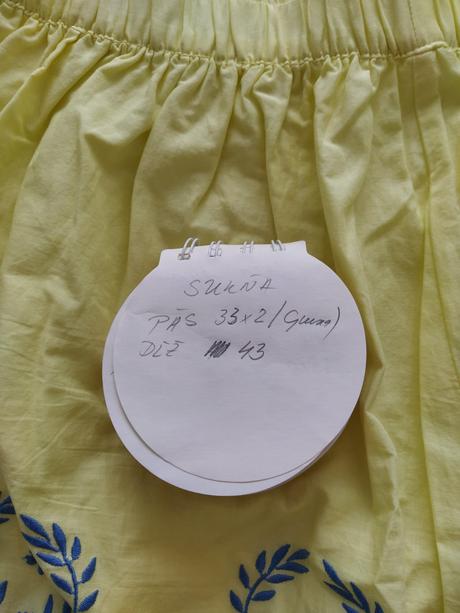 SUKŇA
PÁS 33x2/(guma)
DĹŽ 43